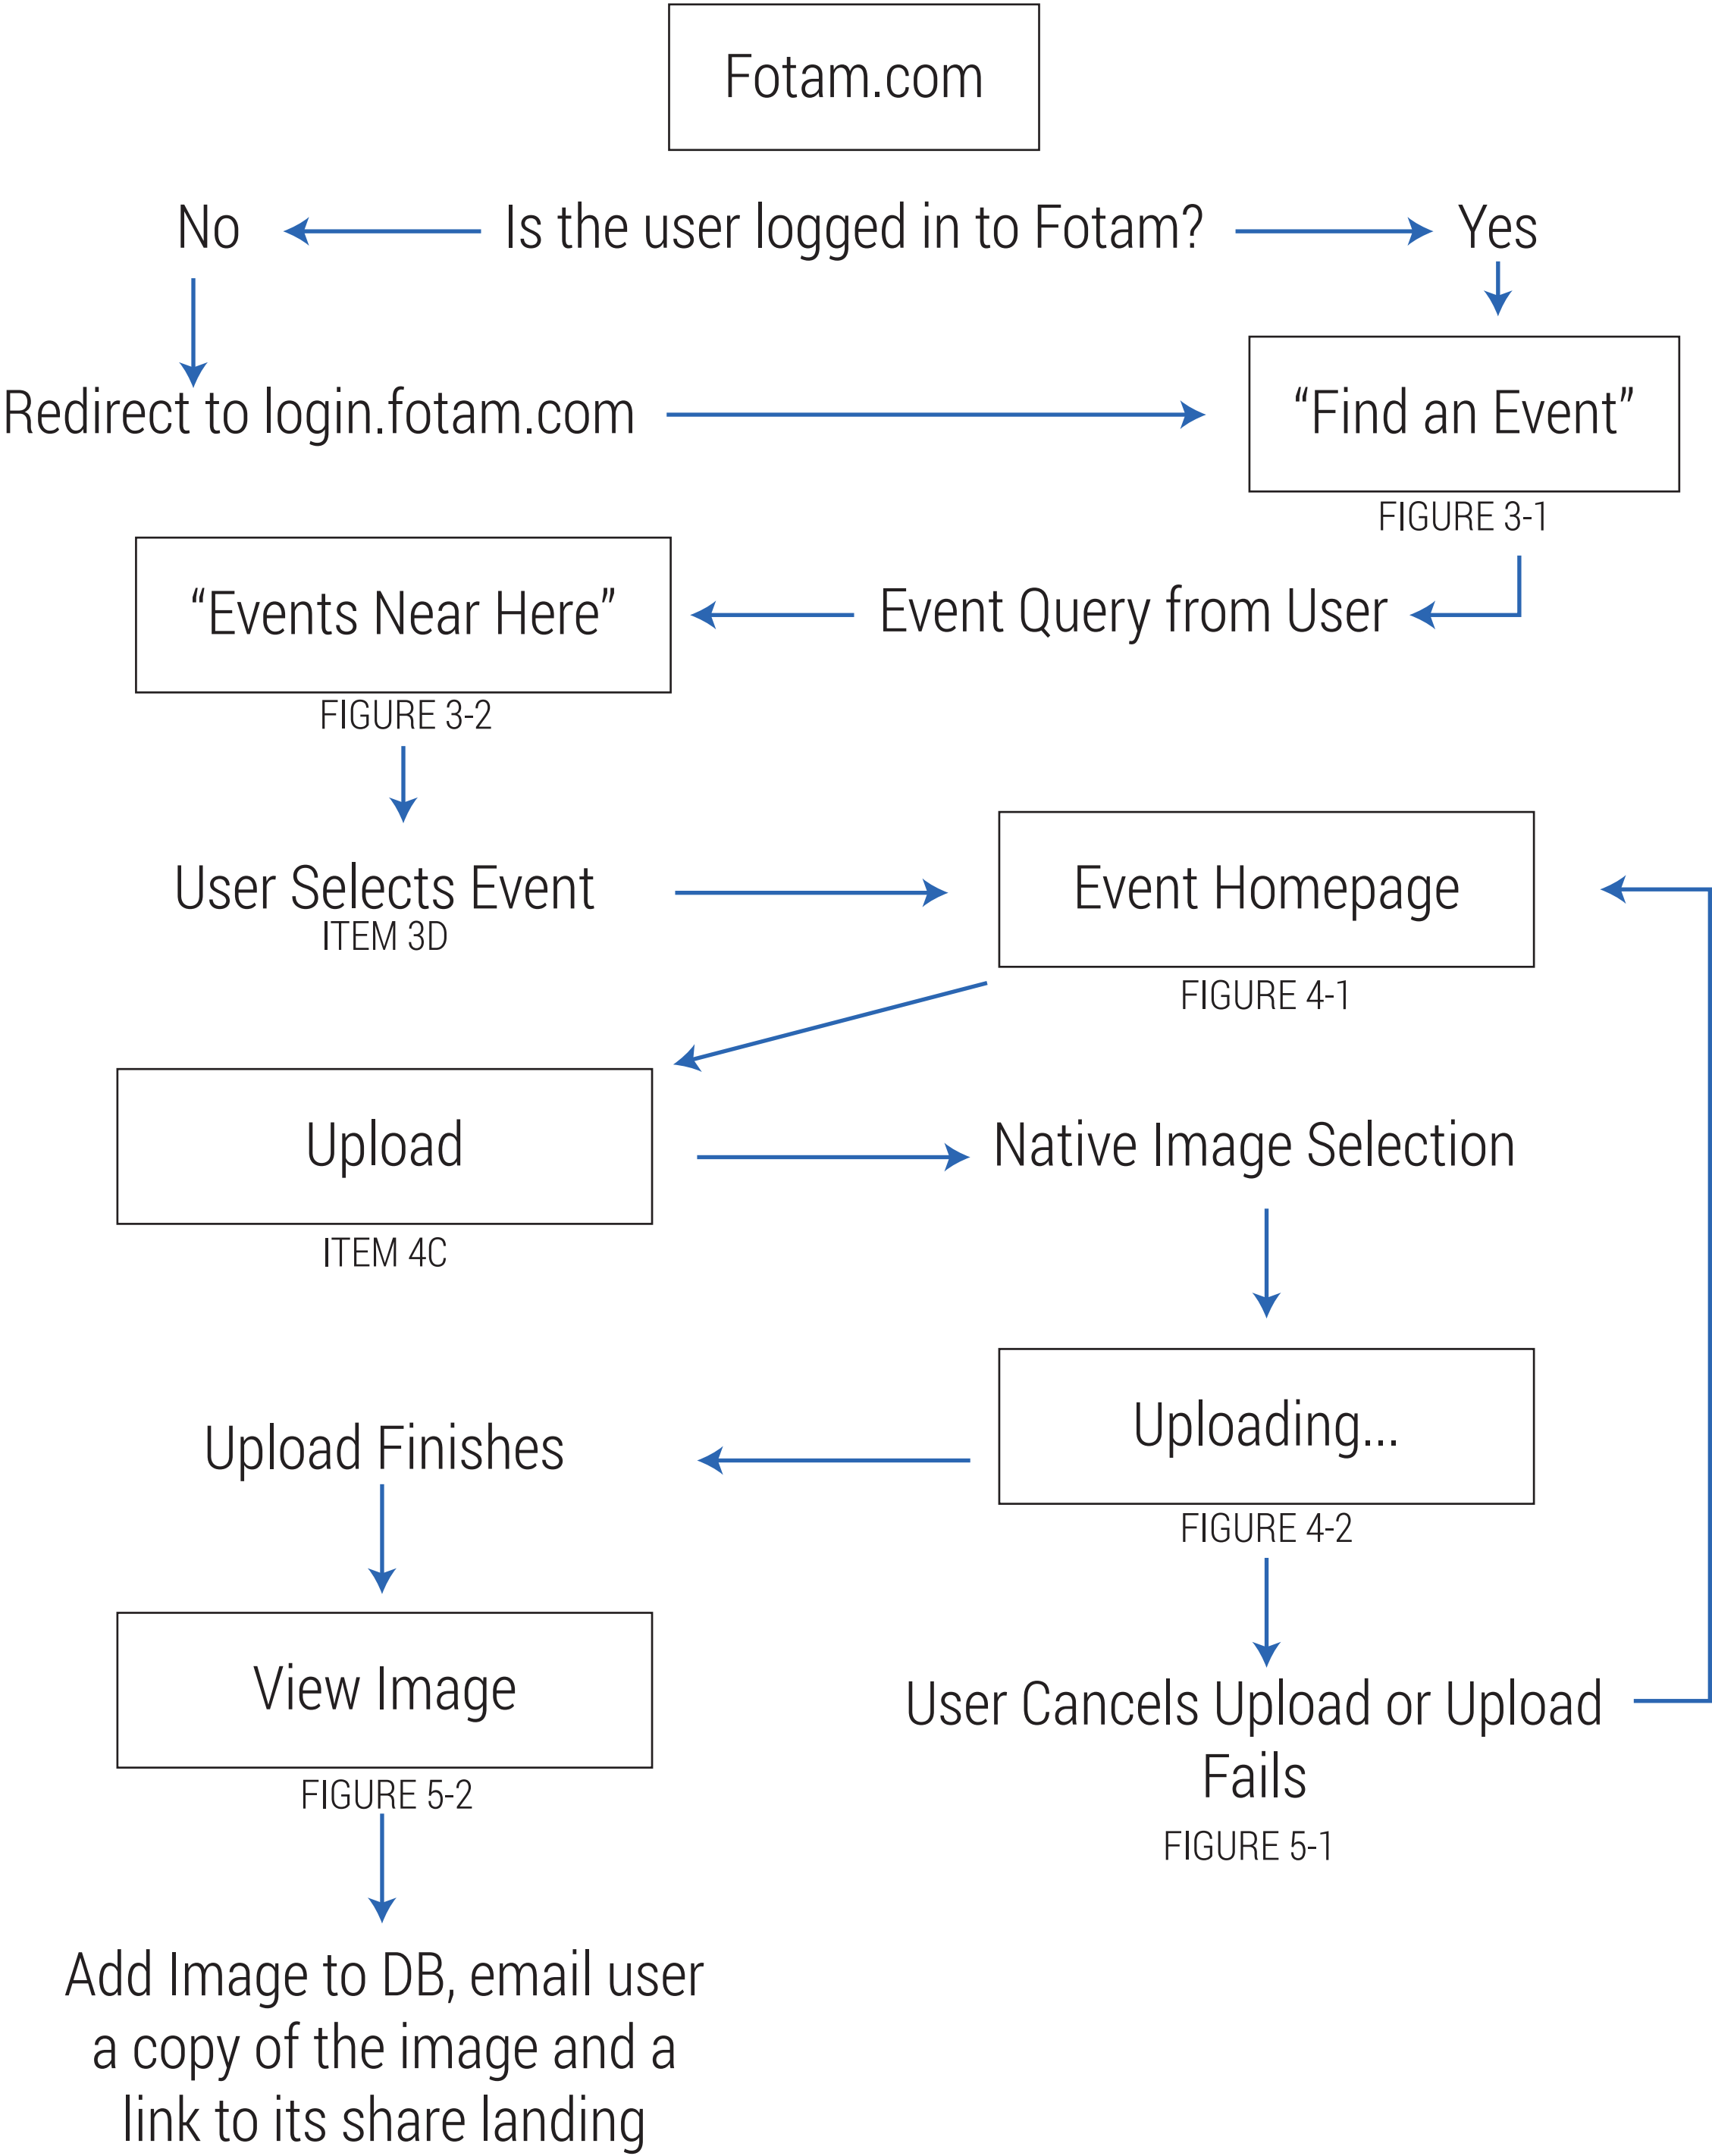 Fotam.com
No
Is the user logged in to Fotam?
Yes
Redirect to login.fotam.com
“Find an Event”
FIGURE 3-1
“Events Near Here”
Event Query from User
FIGURE 3-2
User Selects Event
ITEM 3D
Event Homepage
FIGURE 4-1
Upload
ITEM 4C
Native Image Selection
Uploading...
FIGURE 4-2
Upload Finishes
View Image
FIGURE 5-2
User Cancels Upload or Upload
Fails
FIGURE 5-1
Add Image to DB, email user
a copy of the image and a
link to its share landing